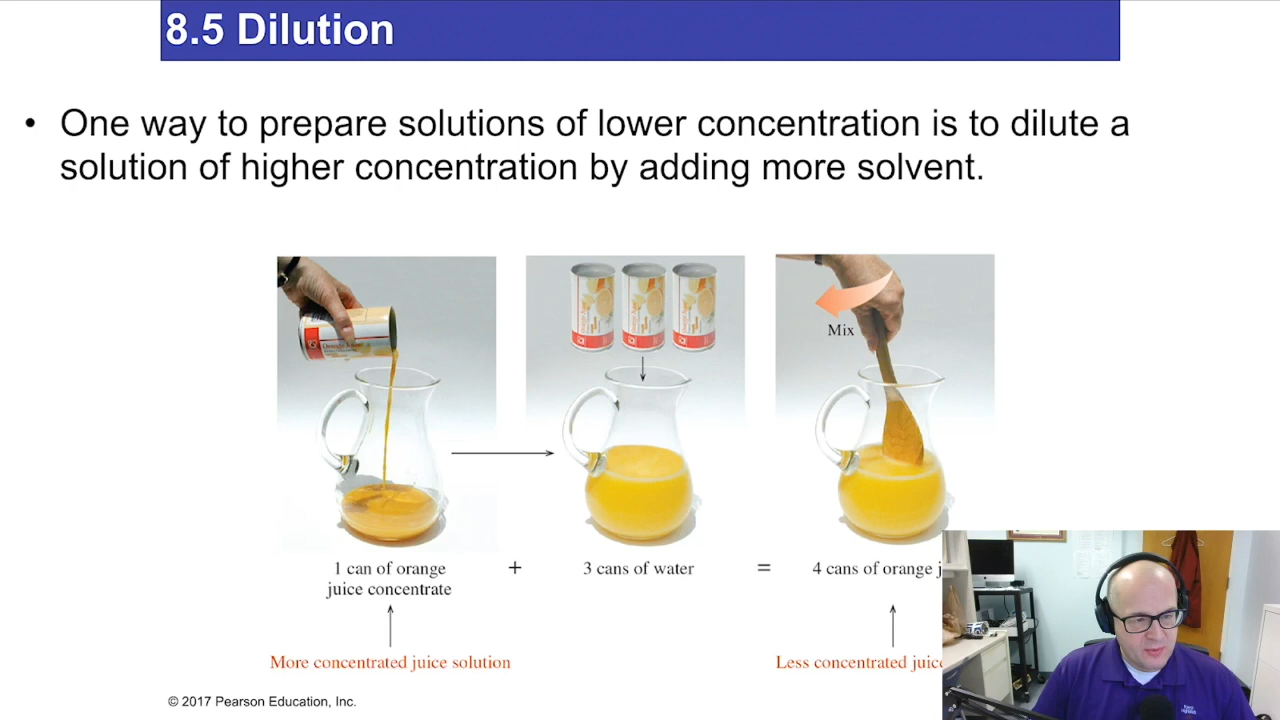 8.5 Dilution
• One way to prepare solutions of lower concentration is to dilute a
solution of higher concentration by adding more solvent.
Mix
1 can of orange
juice concentrate
+
3 cans of water
=
4 cans of orange j
More concentrated juice solution
Less concentrated juice
© 2017 Pearson Education, Inc.